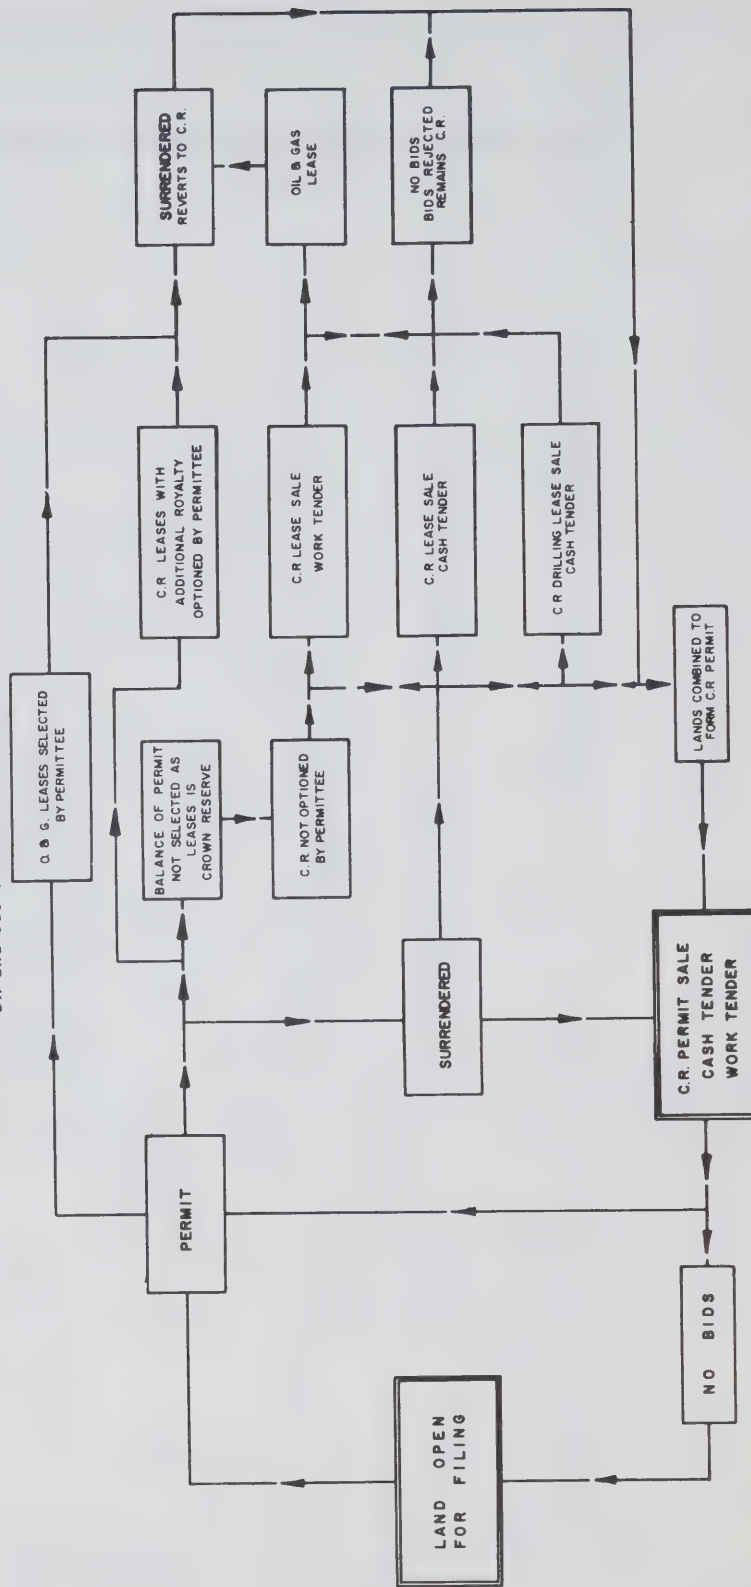 O. & G. LEASES SELECTED
BY PERMITTEE
SURRENDERED
REVERTS TO C.R.
C.R LEASES WITH
ADDITIONAL ROYALTY
OPTIONED BY PERMITTEE
BALANCE OF PERMIT
NOT SELECTED AS
LEASES IS
CROWN RESERVE
PERMIT
OIL & GAS
LEASE
C.R LEASE SALE
WORK TENDER
C.R. NOT OPTIONED
BY PERMITTEE
NO BIDS
BIDS REJECTED
REMAINS C.R.
C.R LEASE SALE
CASH TENDER
SURRENDERED
LAND OPEN
FOR FILING
C.R DRILLING LEASE SALE
CASH TENDER
LANDS COMBINED TO
FORM C.R PERMIT
C.R. PERMIT SALE
CASH TENDER
WORK TENDER
NO BIDS